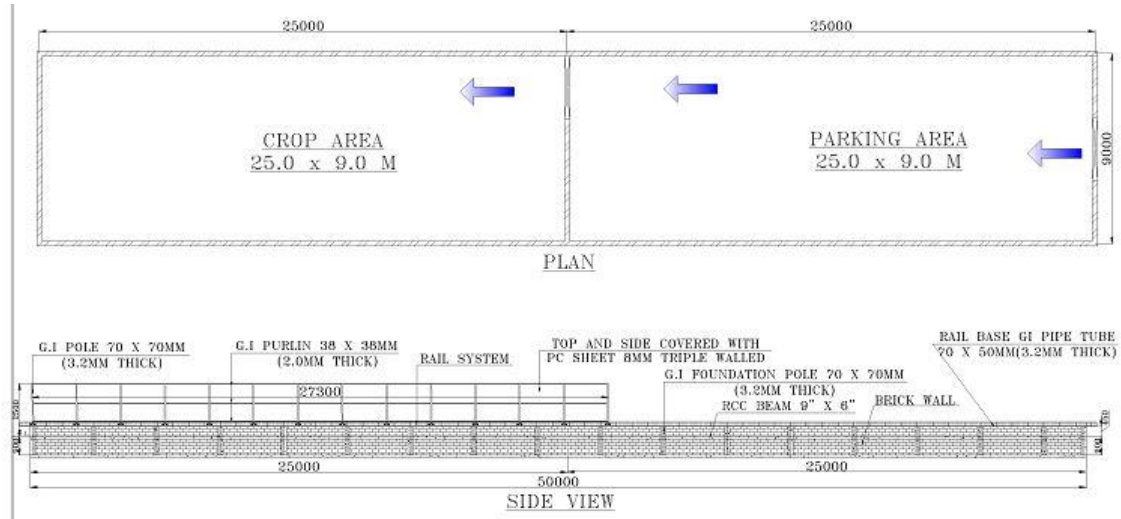 25000
25000
CROP AREA
25.0 x 9.0 M
PARKING AREA
25.0 x 9.0 M
9000
PLAN
G.I POLE 70 X 70MM
(3.2MM THICK)
G.I PURLIN 38 X 38MM
(2.0MM THICK)
RAIL SYSTEM
TOP AND SIDE COVERED WITH
PC SHEET 8MM TRIPLE WALLED
G.I FOUNDATION POLE 70 X 70MM
(3.2MM THICK)
RCC BEAM 9" X 6"
BRICK WALL
RAIL BASE GI PIPE TUBE
70 X 50MM(3.2MM THICK)
27300
25000
25000
50000
SIDE VIEW